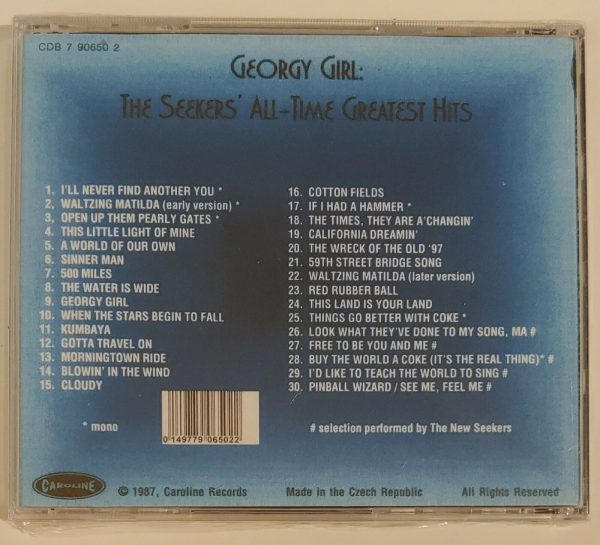 CDB 7 90650 2
GEORGY GIRL:
THE SEEKERS' ALL-TIME GREATEST HITS
1. I'LL NEVER FIND ANOTHER YOU *
2. WALTZING MATILDA (early version) *
3. OPEN UP THEM PEARLY GATES *
4. THIS LITTLE LIGHT OF MINE
5. A WORLD OF OUR OWN
6. SINNER MAN
7. 500 MILES
8. THE WATER IS WIDE
9. GEORGY GIRL
10. WHEN THE STARS BEGIN TO FALL
11. KUMBAYA
12. GOTTA TRAVEL ON
13. MORNINGTOWN RIDE
14. BLOWIN' IN THE WIND
15. CLOUDY
16. COTTON FIELDS
17. IF I HAD A HAMMER *
18. THE TIMES, THEY ARE A'CHANGIN'
19. CALIFORNIA DREAMIN'
20. THE WRECK OF THE OLD '97
21. 59TH STREET BRIDGE SONG
22. WALTZING MATILDA (later version)
23. RED RUBBER BALL
24. THIS LAND IS YOUR LAND
25. THINGS GO BETTER WITH COKE *
26. LOOK WHAT THEY'VE DONE TO MY SONG, MA #
27. FREE TO BE YOU AND ME #
28. BUY THE WORLD A COKE (IT'S THE REAL THING)* #
29. I'D LIKE TO TEACH THE WORLD TO SING #
30. PINBALL WIZARD / SEE ME, FEEL ME #
* mono
0 14977 90650 22
# selection performed by The New Seekers
CAROLINE
© 1987, Caroline Records
Made in the Czech Republic
All Rights Reserved